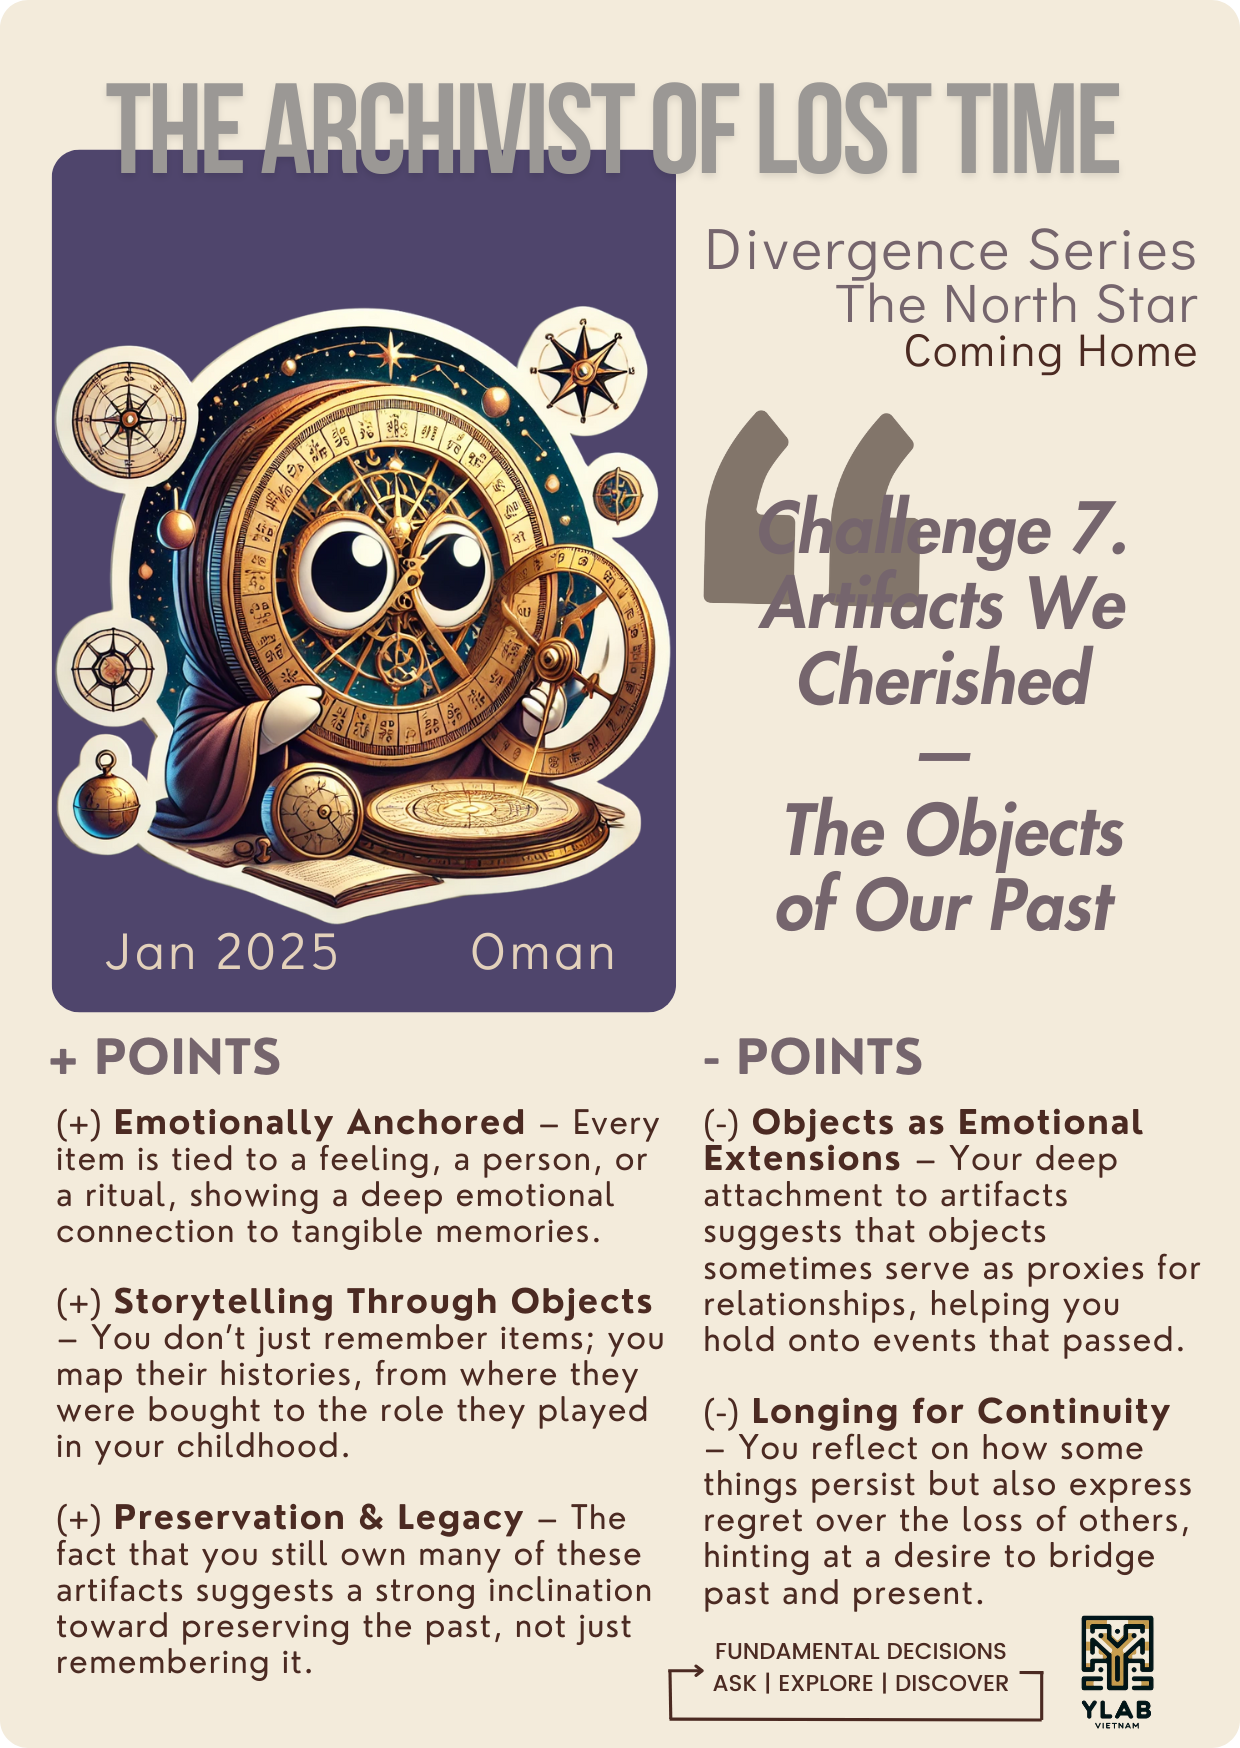 THE ARCHIVIST OF LOST TIME
Divergence Series
The North Star
Coming Home
“
Challenge 7.
Artifacts We
Cherished
—
The Objects
of Our Past
Jan 2025 Oman
+ POINTS
(+) Emotionally Anchored – Every
item is tied to a feeling, a person, or
a ritual, showing a deep emotional
connection to tangible memories.
(+) Storytelling Through Objects
– You don’t just remember items; you
map their histories, from where they
were bought to the role they played
in your childhood.
(+) Preservation & Legacy – The
fact that you still own many of these
artifacts suggests a strong inclination
toward preserving the past, not just
remembering it.
- POINTS
(-) Objects as Emotional
Extensions – Your deep
attachment to artifacts
suggests that objects
sometimes serve as proxies for
relationships, helping you
hold onto events that passed.
(-) Longing for Continuity
– You reflect on how some
things persist but also express
regret over the loss of others,
hinting at a desire to bridge
past and present.
FUNDAMENTAL DECISIONS
ASK | EXPLORE | DISCOVER
YLAB
VIETNAM